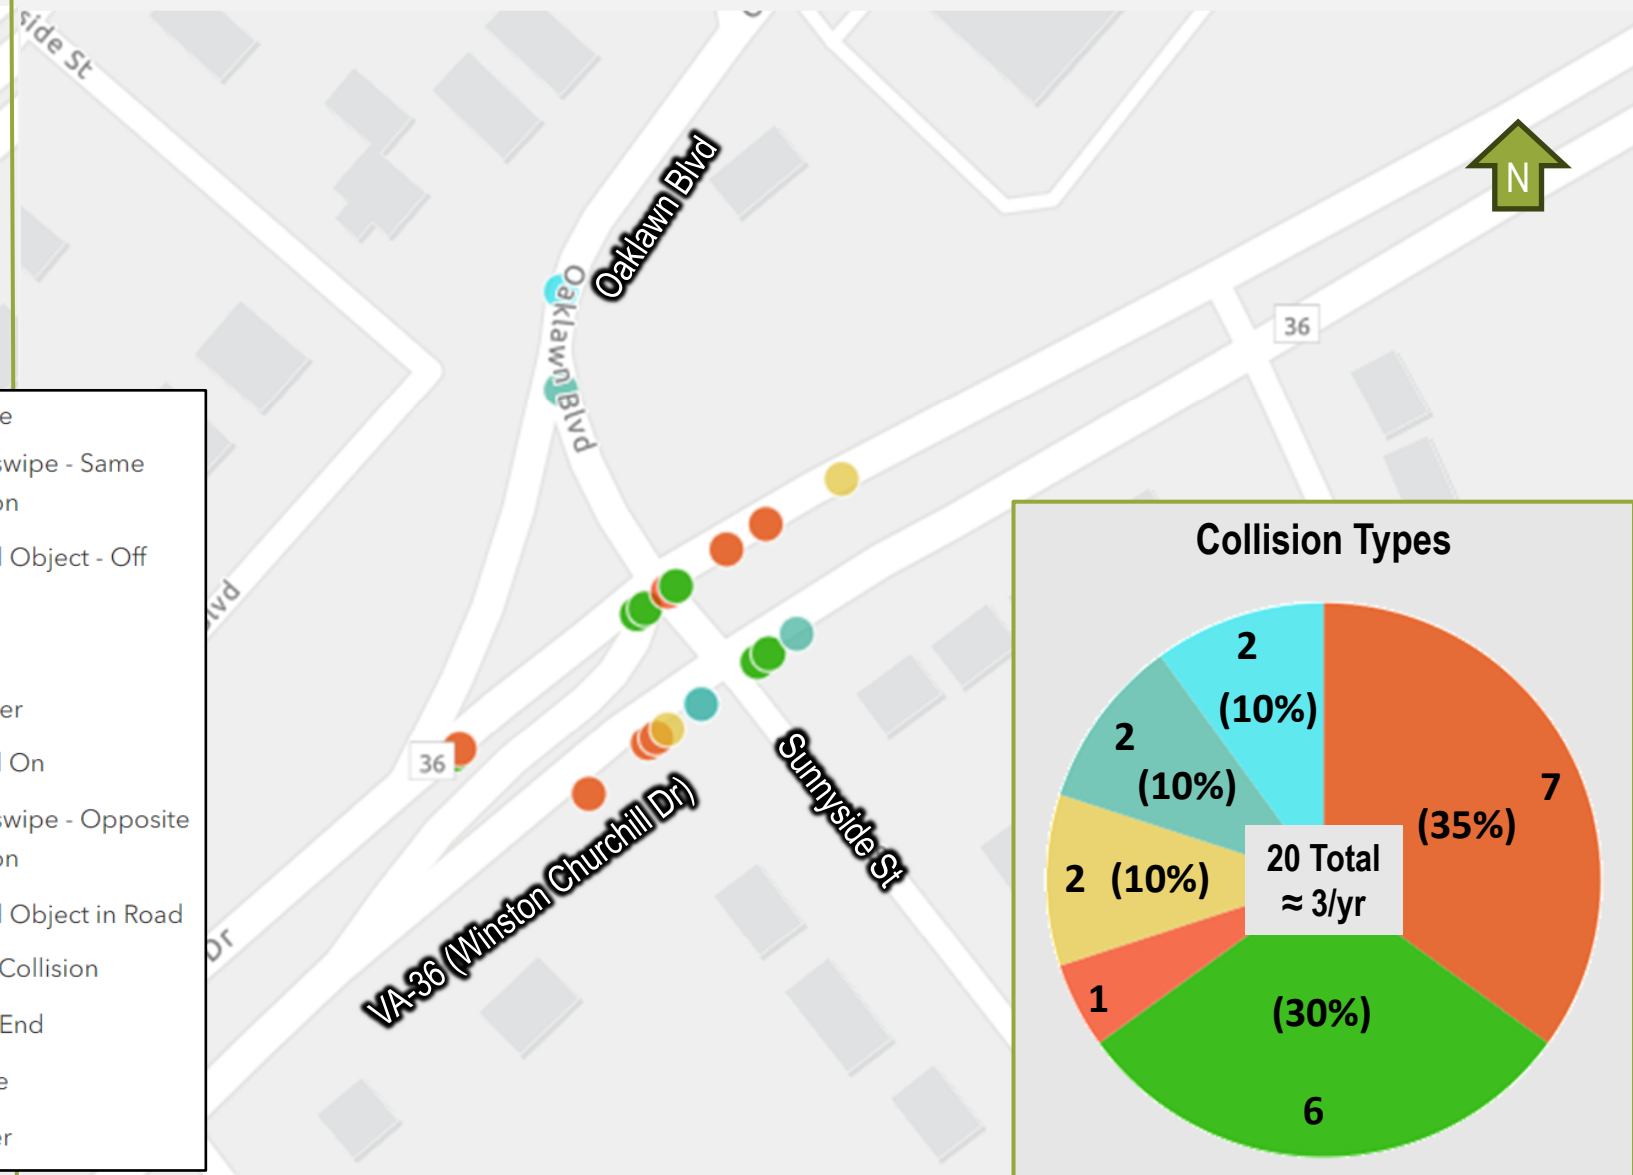 side St
Oaklawn Blvd
Oaklawn Blvd
N
36
e
swipe - Same
on
l Object - Off
lvd
er
l On
swipe - Opposite
on
l Object in Road
Collision
End
e
er
36
Dr
VA-36 (Winston Churchill Dr)
Sunnyside St
Collision Types
2
(10%)
2
(10%)
7
(35%)
2 (10%)
20 Total
≈ 3/yr
1
(30%)
6